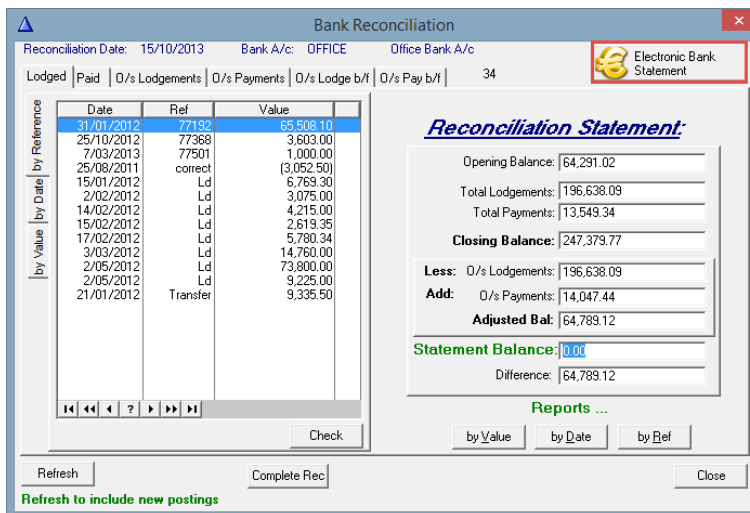 Bank Reconciliation
Reconciliation Date: 15/10/2013 Bank A/c: OFFICE Office Bank A/c
Electronic Bank
Statement
Lodged Paid O/s Lodgements O/s Payments O/s Lodge b/f O/s Pay b/f 34
by Reference
by Date
by Value
Date Ref Value
31/01/2012 77192 65,508.10
25/10/2012 77368 3,603.00
7/03/2013 77501 1,000.00
25/08/2011 correct (3,052.50)
15/01/2012 Ld 6,769.30
2/02/2012 Ld 3,075.00
14/02/2012 Ld 4,215.00
15/02/2012 Ld 2,619.35
17/02/2012 Ld 5,780.34
3/03/2012 Ld 14,760.00
2/05/2012 Ld 73,800.00
2/05/2012 Ld 9,225.00
21/01/2012 Transfer 9,335.50
?
Check
Reconciliation Statement:
Opening Balance: 64,291.02
Total Lodgements: 196,638.09
Total Payments: 13,549.34
Closing Balance: 247,379.77
Less: O/s Lodgements: 196,638.09
Add: O/s Payments: 14,047.44
Adjusted Bal: 64,789.12
Statement Balance: 0.00
Difference: 64,789.12
Reports ...
by Value by Date by Ref
Refresh Complete Rec Close
Refresh to include new postings